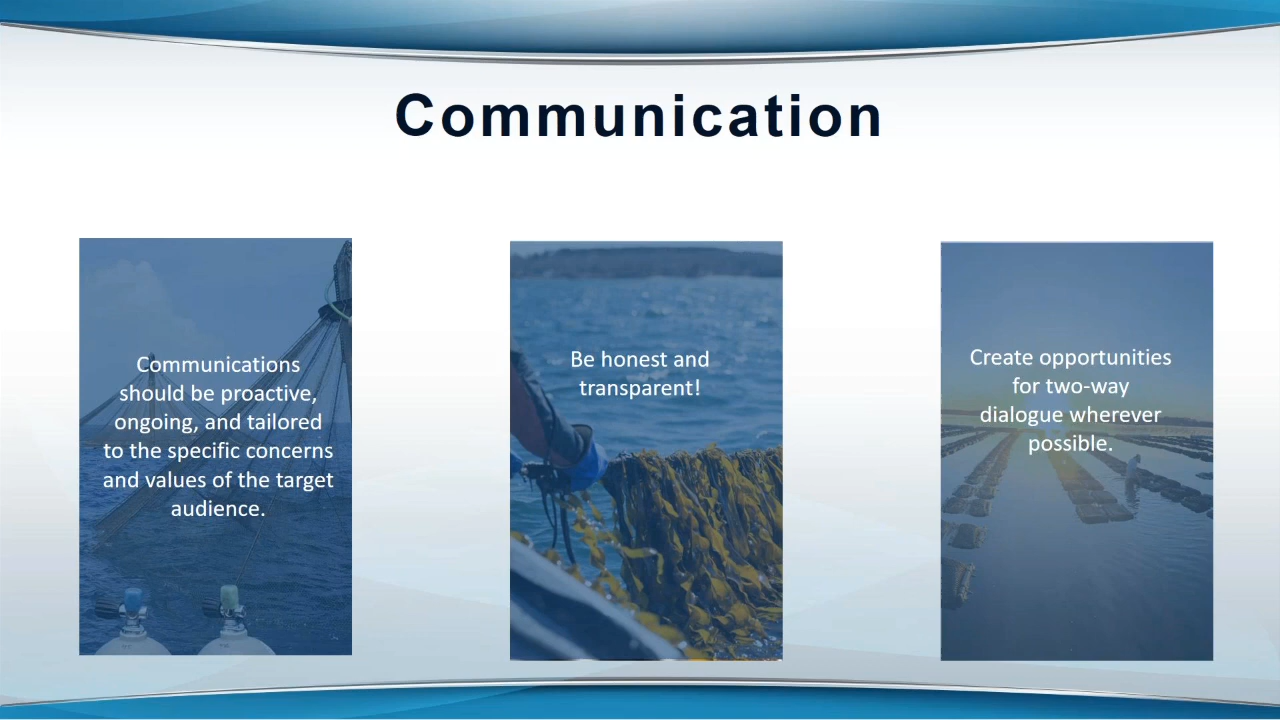 Communication
Communications
should be proactive,
ongoing, and tailored
to the specific concerns
and values of the target
audience.
Be honest and
transparent!
Create opportunities
for two-way
dialogue wherever
possible.